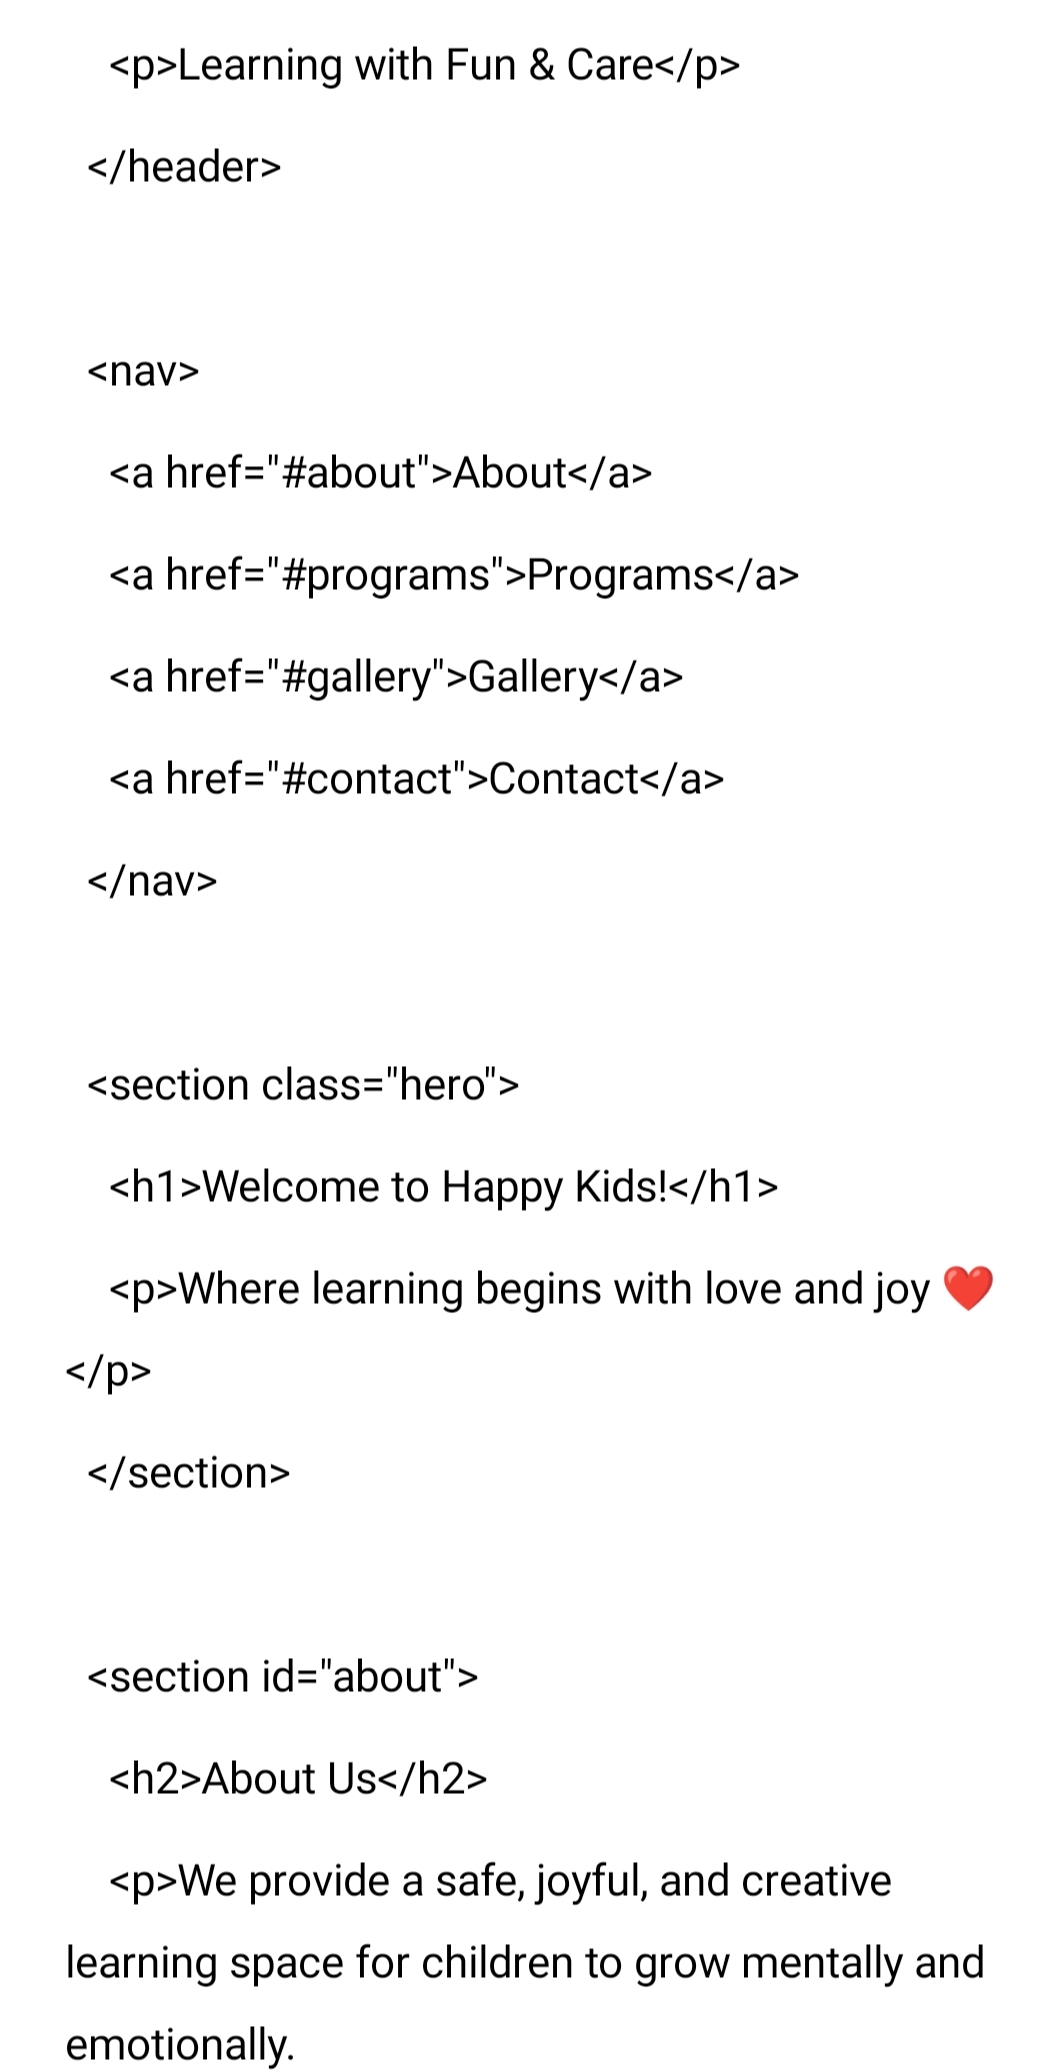 <p>Learning with Fun & Care</p>
</header>
<nav>
<a href="#about">About</a>
<a href="#programs">Programs</a>
<a href="#gallery">Gallery</a>
<a href="#contact">Contact</a>
</nav>
<section class="hero">
<h1>Welcome to Happy Kids!</h1>
<p>Where learning begins with love and joy ❤️
</p>
</section>
<section id="about">
<h2>About Us</h2>
<p>We provide a safe, joyful, and creative
learning space for children to grow mentally and
emotionally.